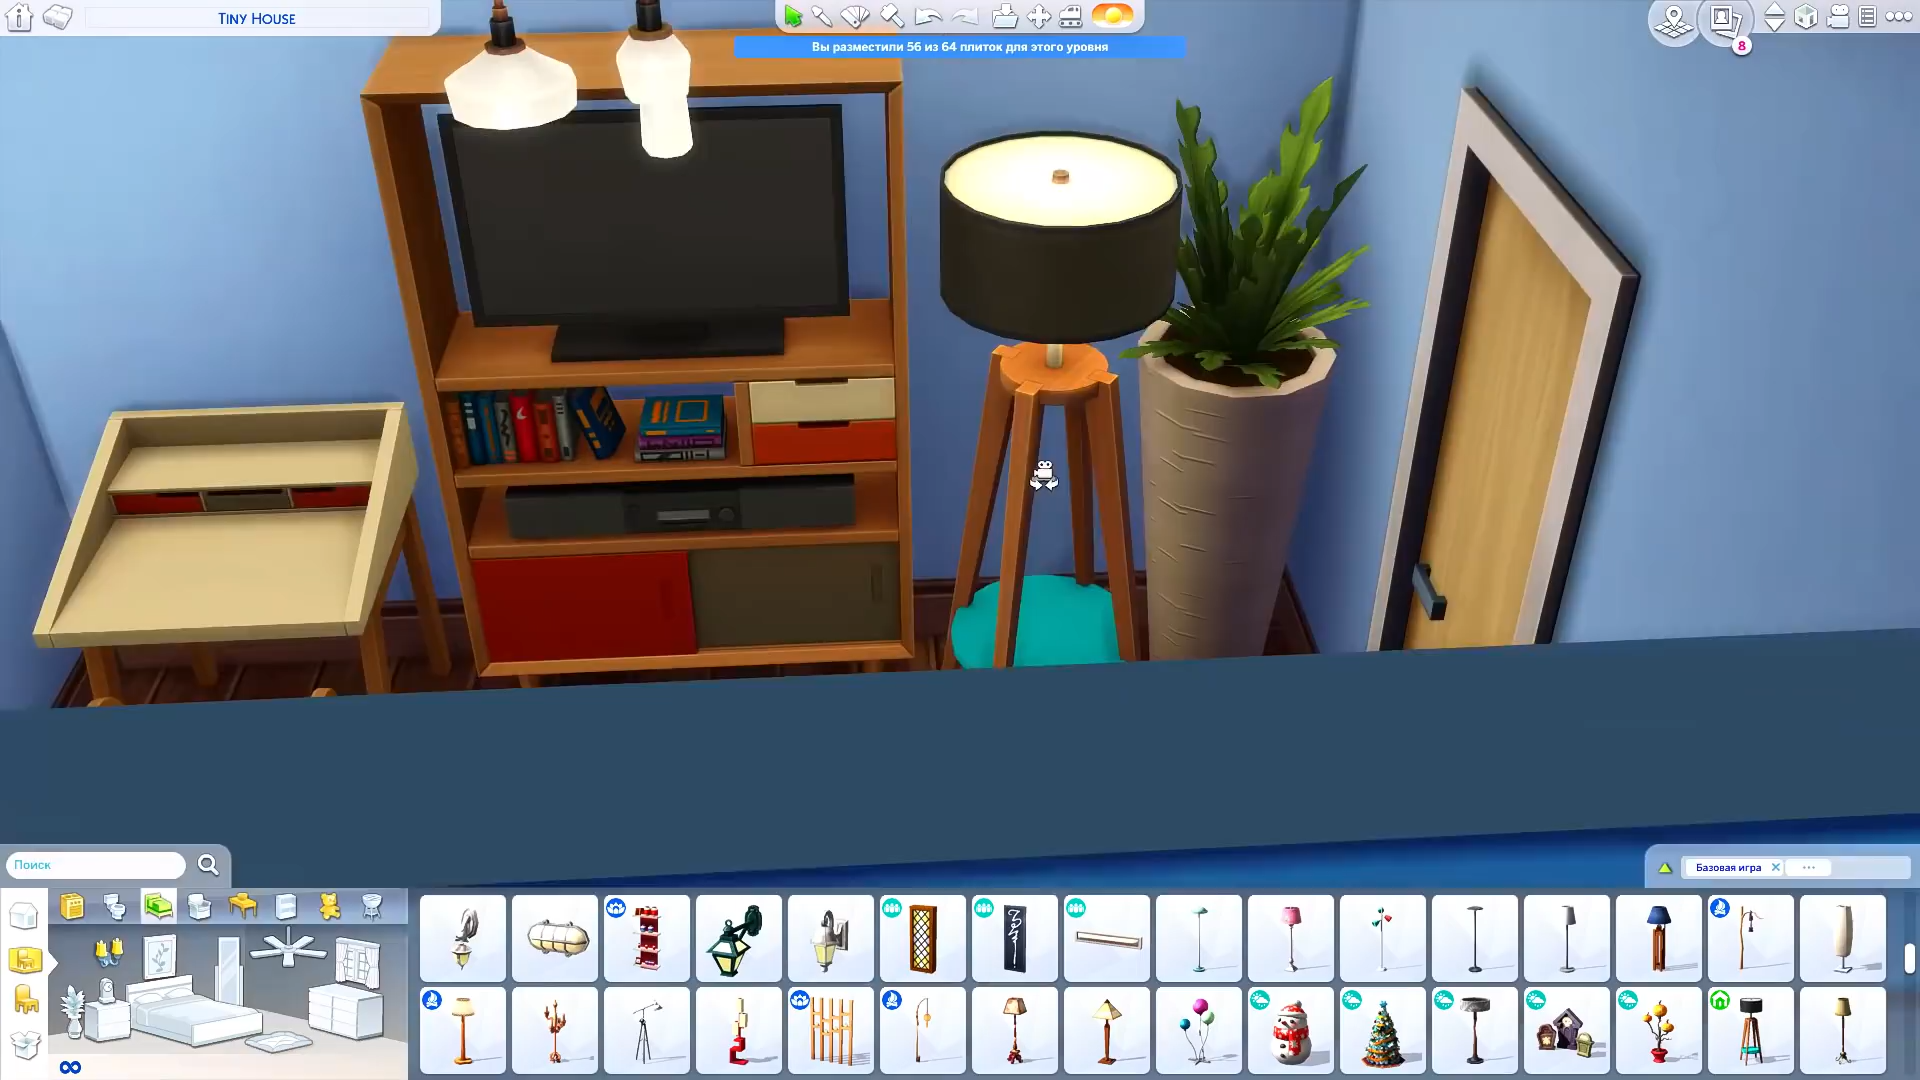 Tiny House
Вы разместили 56 из 64 плиток для этого уровня
8
Поиск
Базовая игра